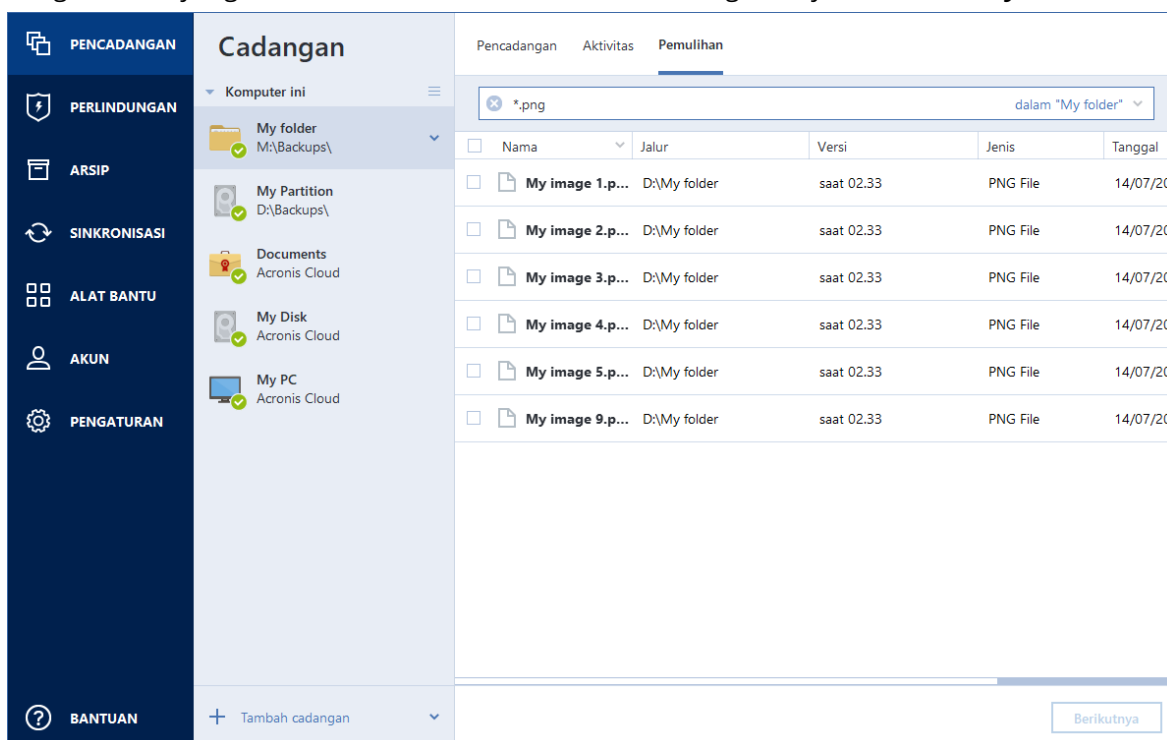 PENCADANGAN
PERLINDUNGAN
ARSIP
SINKRONISASI
ALAT BANTU
AKUN
PENGATURAN
BANTUAN
Cadangan
Komputer ini
My folder
M:\Backups\
My Partition
D:\Backups\
Documents
Acronis Cloud
My Disk
Acronis Cloud
My PC
Acronis Cloud
Tambah cadangan
Pencadangan Aktivitas Pemulihan
*.png dalam "My folder"
Nama Jalur Versi Jenis Tanggal
My image 1.p... D:\My folder saat 02.33 PNG File 14/07/20
My image 2.p... D:\My folder saat 02.33 PNG File 14/07/20
My image 3.p... D:\My folder saat 02.33 PNG File 14/07/20
My image 4.p... D:\My folder saat 02.33 PNG File 14/07/20
My image 5.p... D:\My folder saat 02.33 PNG File 14/07/20
My image 9.p... D:\My folder saat 02.33 PNG File 14/07/20
Berikutnya